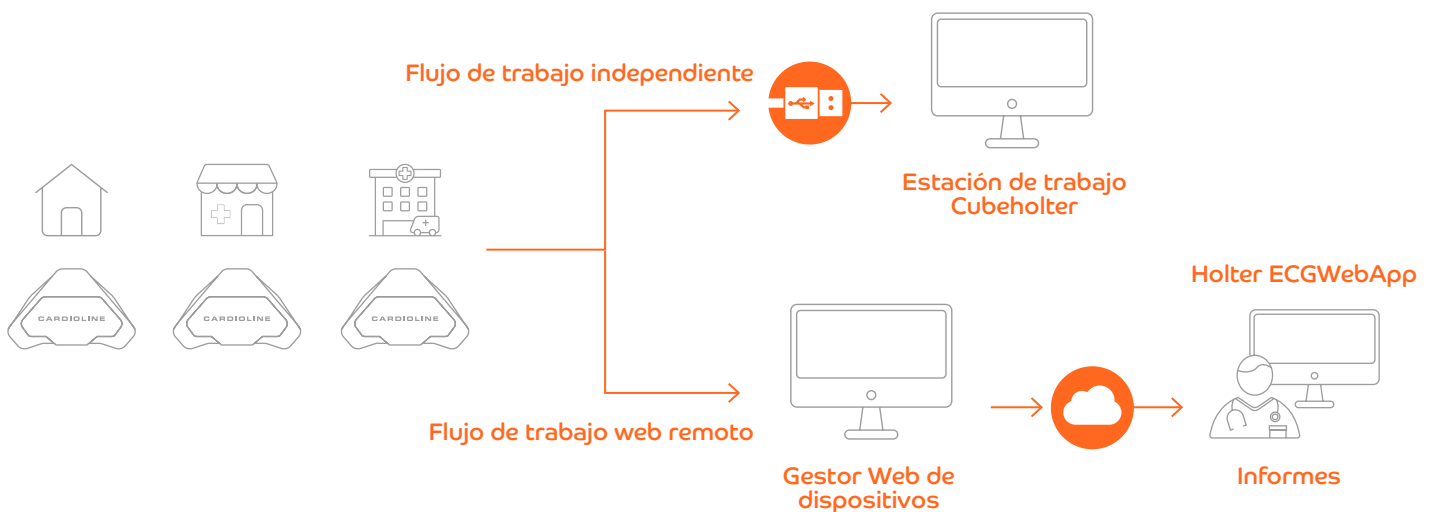 Flujo de trabajo independiente
Estación de trabajo
Cubeholter
CARDIOLINE
CARDIOLINE
CARDIOLINE
Holter ECGWebApp
Flujo de trabajo web remoto
Gestor Web de
dispositivos
Informes